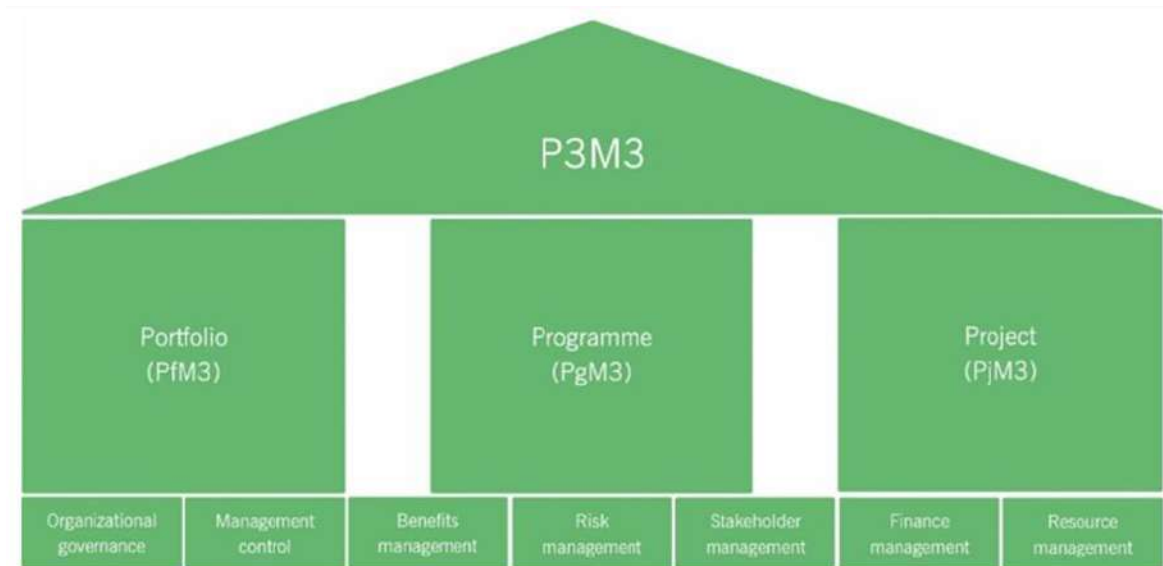 P3M3
Portfolio
(PfM3)
Programme
(PgM3)
Project
(PjM3)
Organizational
governance
Management
control
Benefits
management
Risk
management
Stakeholder
management
Finance
management
Resource
management